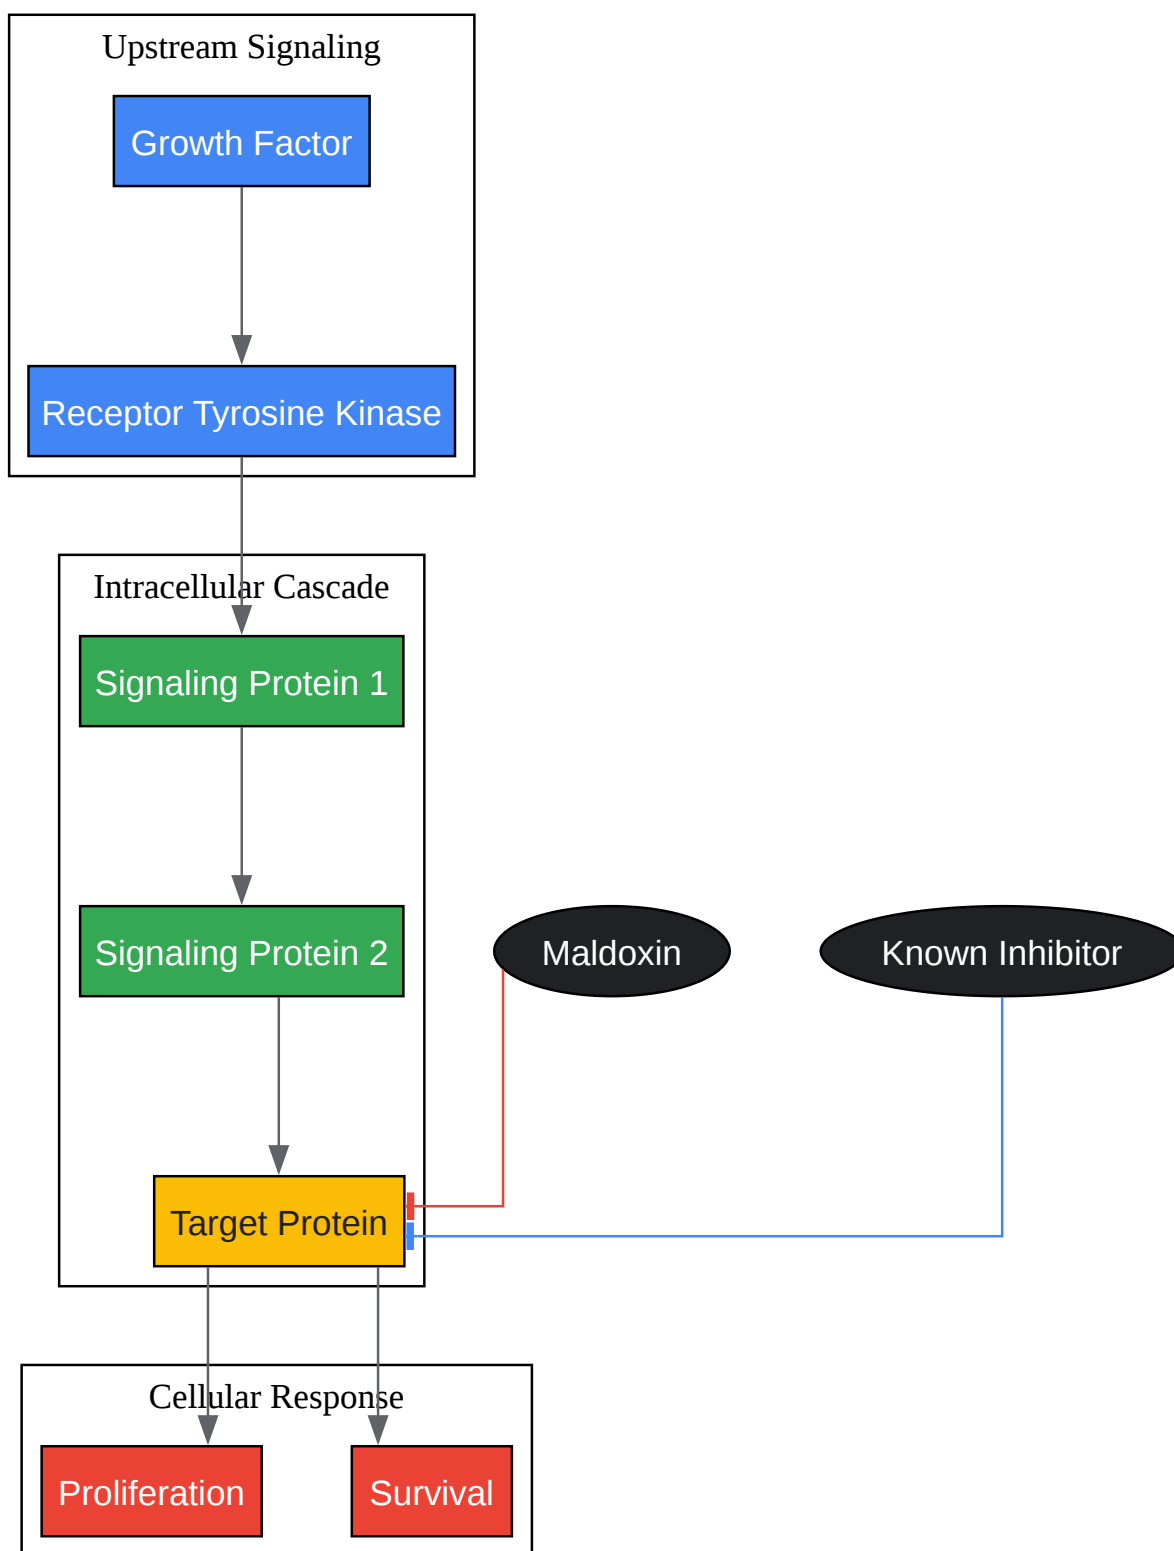 Upstream Signaling
Growth Factor
Receptor Tyrosine Kinase
Intracellular Cascade
Signaling Protein 1
Signaling Protein 2
Maldoxin
Known Inhibitor
Target Protein
Cellular Response
Proliferation
Survival